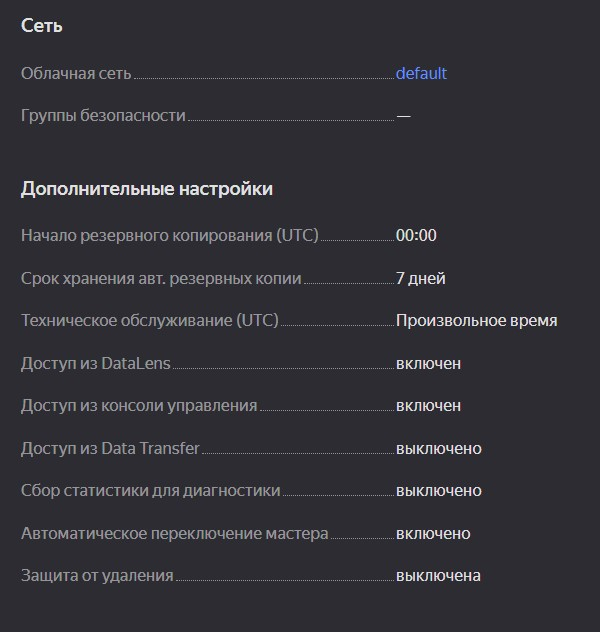 Сеть
Облачная сеть default
Группы безопасности —
Дополнительные настройки
Начало резервного копирования (UTC) 00:00
Срок хранения авт. резервных копии 7 дней
Техническое обслуживание (UTC) Произвольное время
Доступ из DataLens включен
Доступ из консоли управления включен
Доступ из Data Transfer выключено
Сбор статистики для диагностики выключено
Автоматическое переключение мастера включено
Защита от удаления выключена